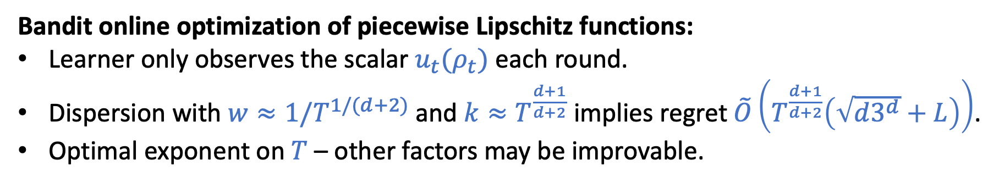 Bandit online optimization of piecewise Lipschitz functions:
• Learner only observes the scalar $u_t(\rho_t)$ each round.
• Dispersion with $w \approx 1/T^{1/(d+2)}$ and $k \approx T^{\frac{d+1}{d+2}}$ implies regret $\tilde{O}\left(T^{\frac{d+1}{d+2}}(\sqrt{d3^d} + L)\right)$.
• Optimal exponent on $T$ – other factors may be improvable.